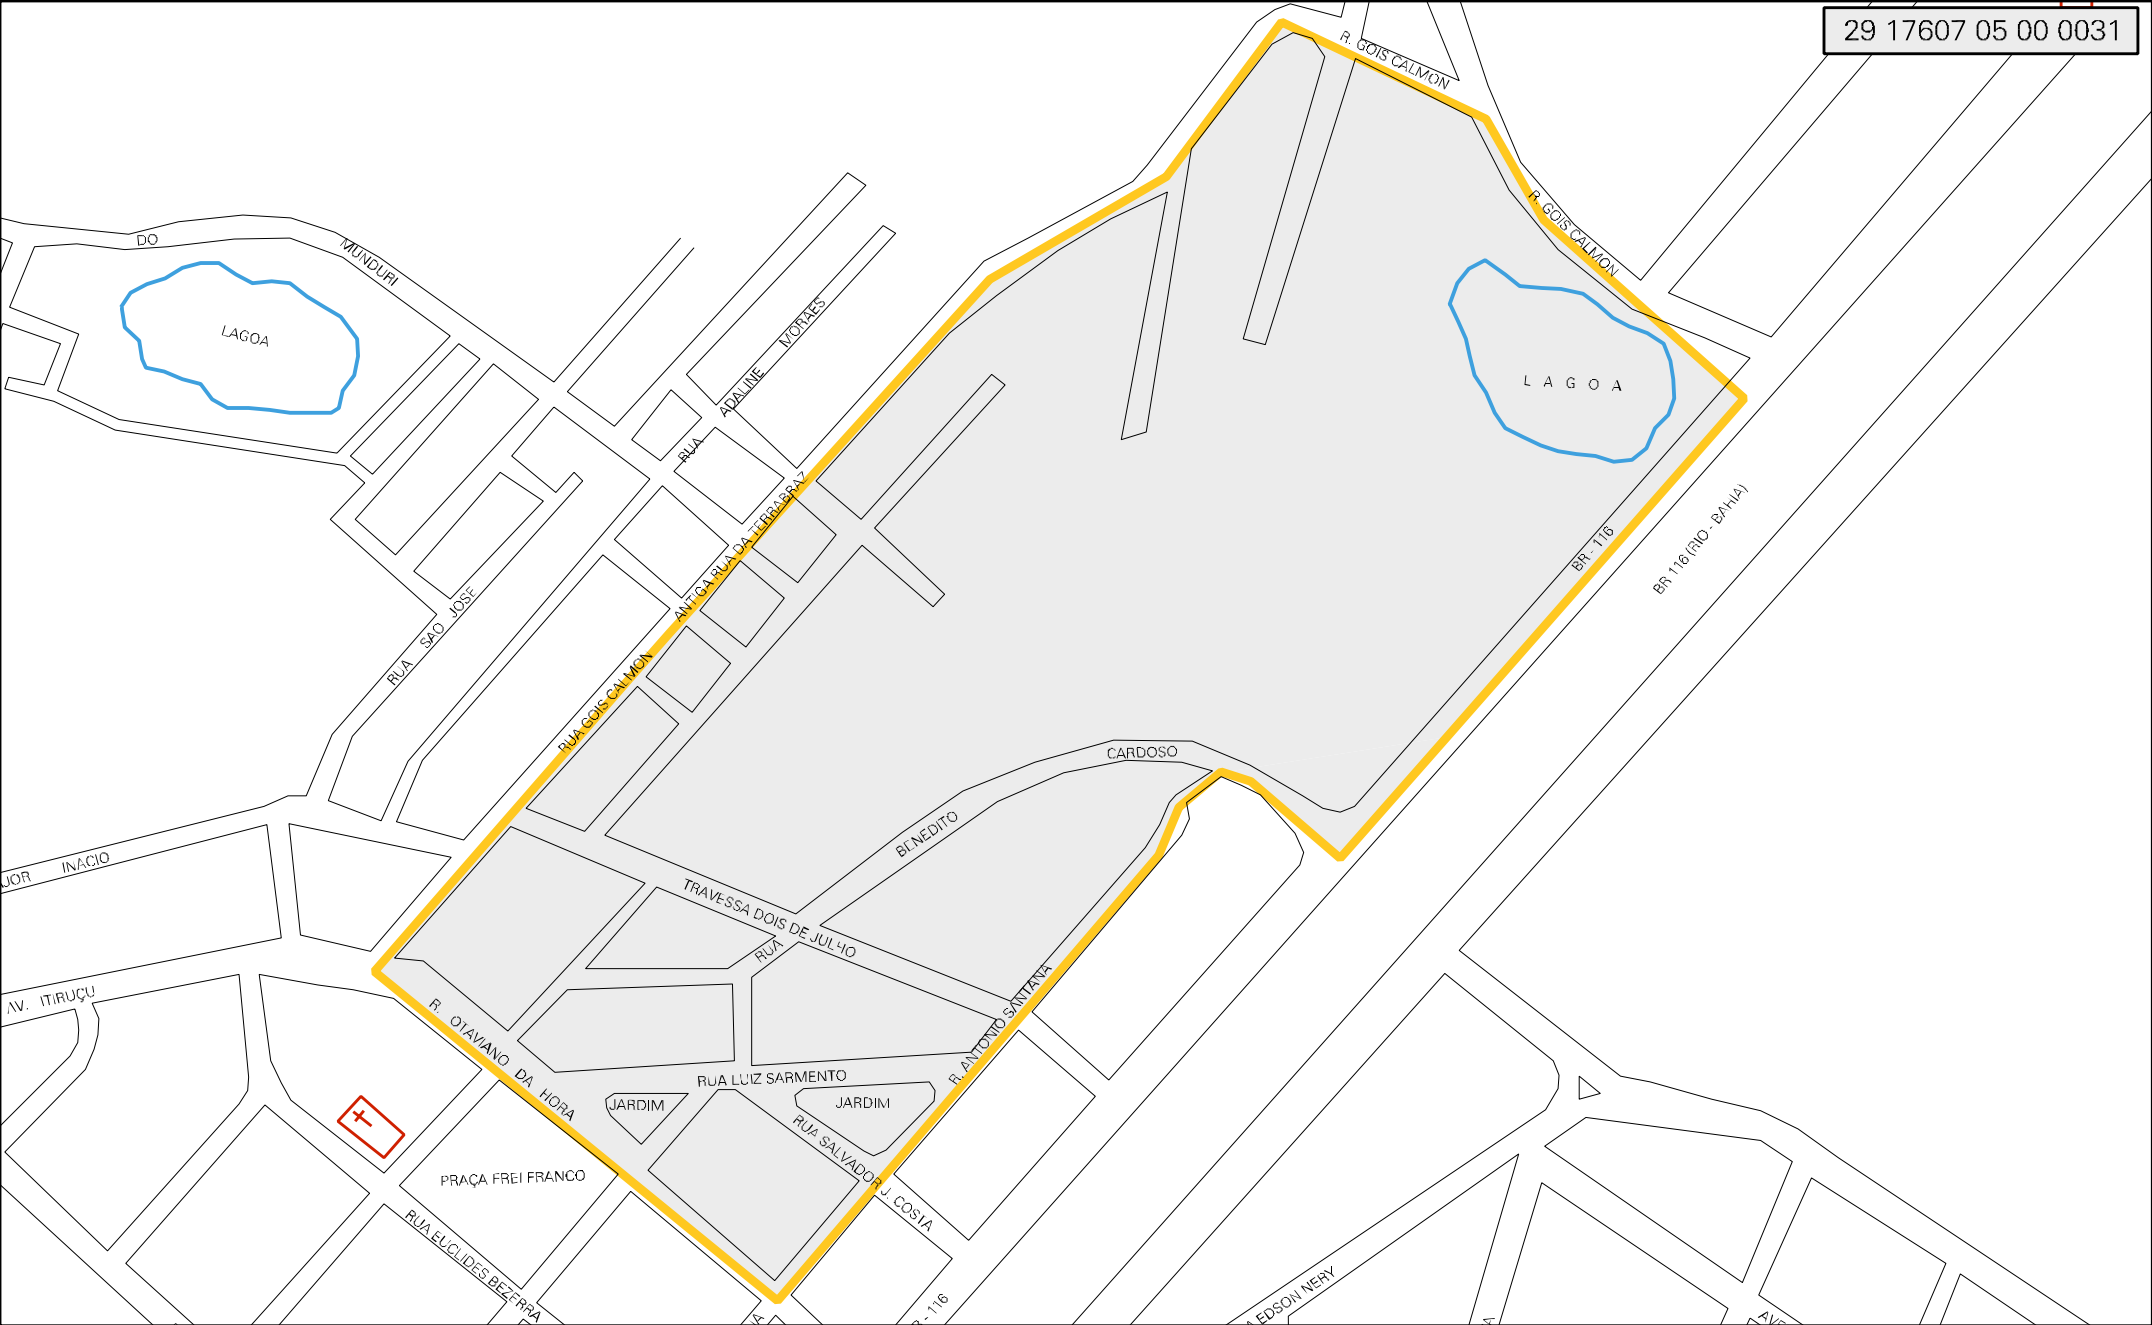 29 17607 05 00 0031
R. GOIS CALMON
R. GOIS CALMON
DO
MUNDURI
LAGOA
L A G O A
RUA ADALINE MORAES
ANTIGA RUA DA TERRABRAZ
BR - 116
BR 116 (RIO - BAHIA)
RUA SAO JOSE
RUA GOIS CALMON
RUA BENEDITO CARDOSO
INACIO
TRAVESSA DOIS DE JULHO
AV. ITIRUÇU
R. OTAVIANO DA HORA
R. ANTONIO SANTANA
RUA LUIZ SARMENTO
JARDIM
JARDIM
RUA SALVADOR J. COSTA
PRAÇA FREI FRANCO
RUA EUCLIDES BEZERRA
- 116
EDSON NERY